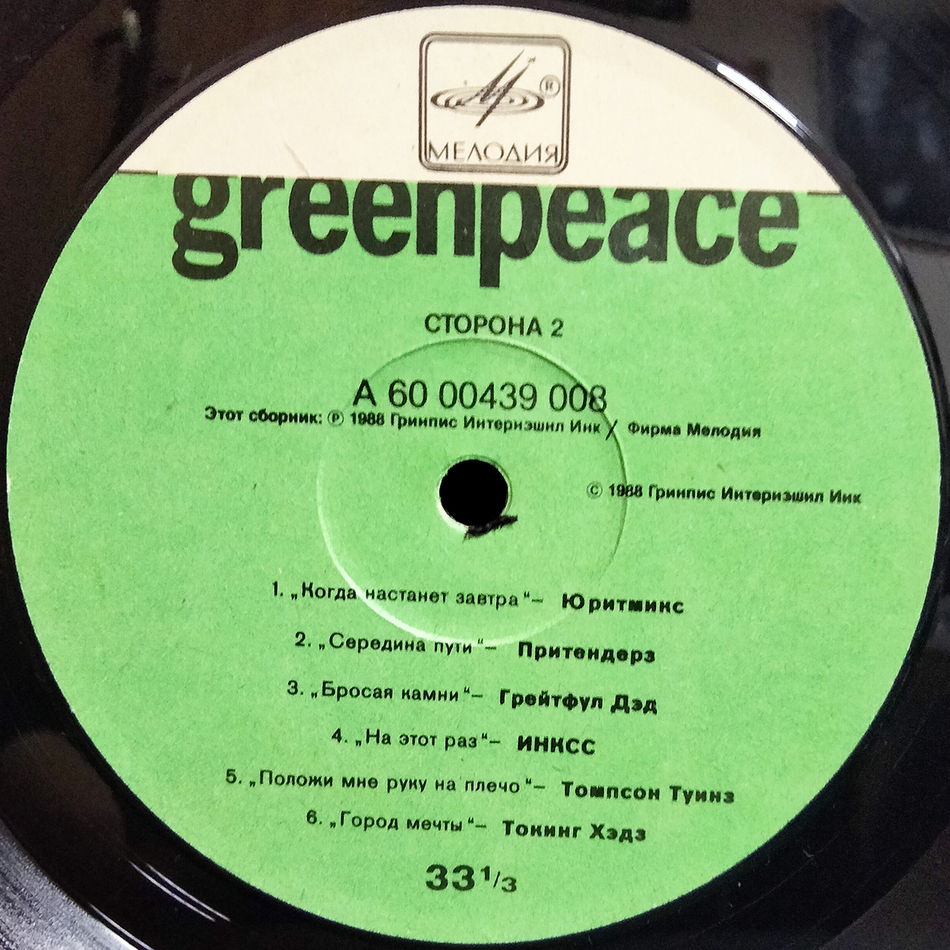 ®
МЕЛОДИЯ
greenpeace
СТОРОНА 2
А 60 00439 008
Этот сборник: ℗ 1988 Гринпис Интернэшнл Инк / Фирма Мелодия
© 1988 Гринпис Интернэшнл Инк
1. „Когда настанет завтра“— Юритмикс
2. „Середина пути“— Притендерз
3. „Бросая камни“— Грейтфул Дэд
4. „На этот раз“— ИНКСС
5. „Положи мне руку на плечо“— Томпсон Туинз
6. „Город мечты“— Токинг Хэдз
33 1/3